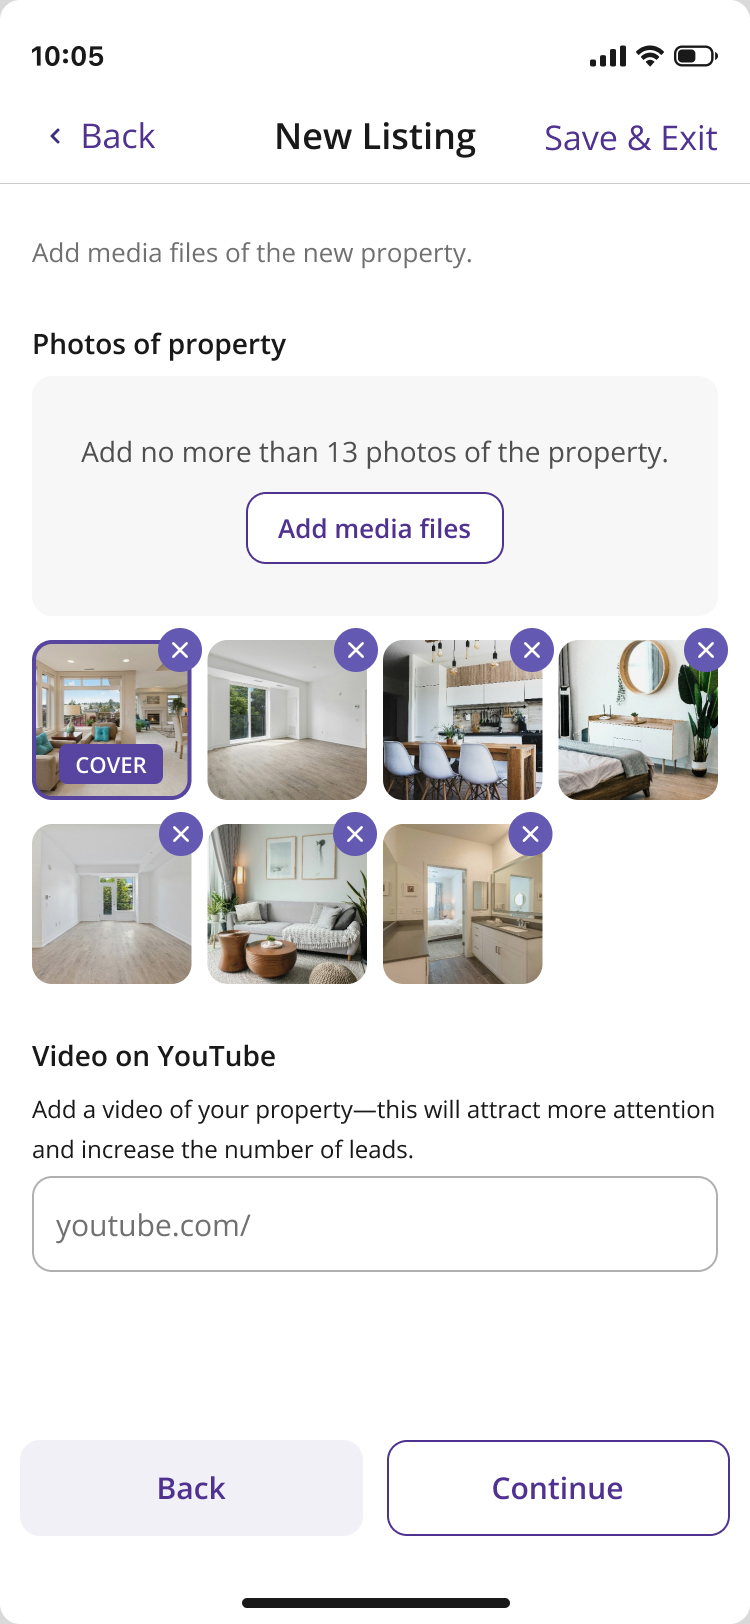 10:05
Back
New Listing
Save & Exit
Add media files of the new property.
Photos of property
Add no more than 13 photos of the property.
Add media files
COVER
Video on YouTube
Add a video of your property—this will attract more attention
and increase the number of leads.
youtube.com/
Back
Continue